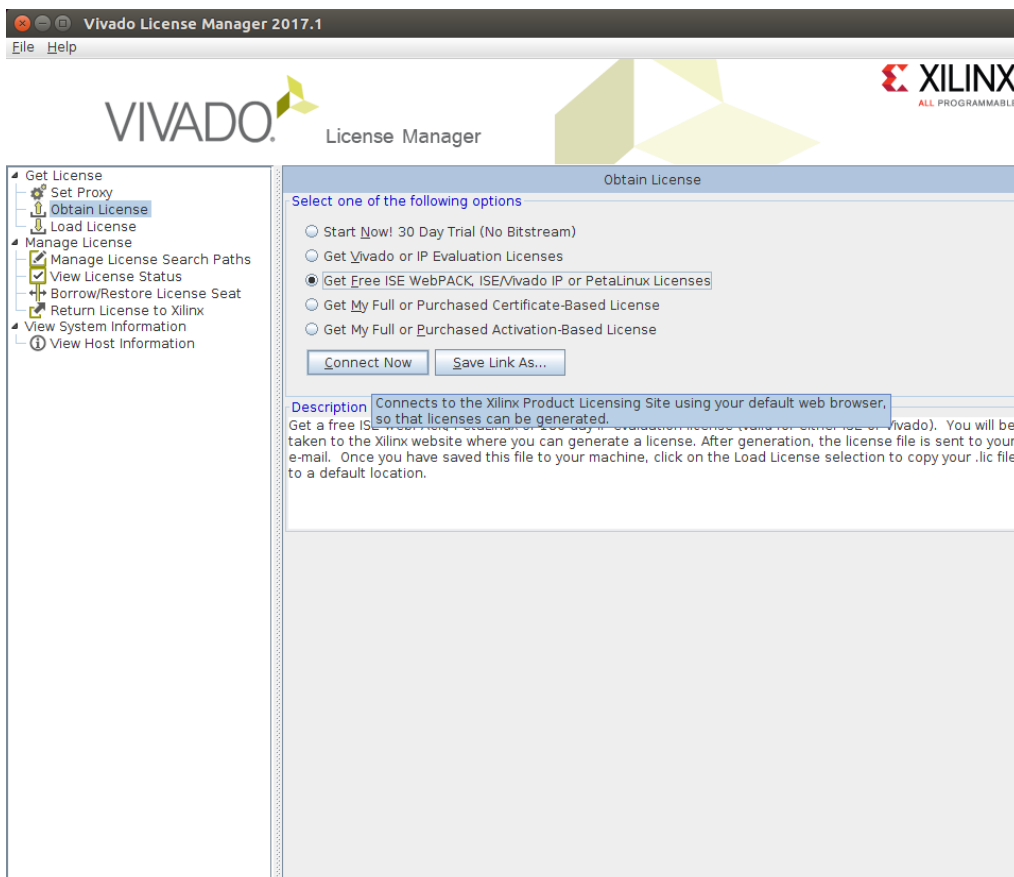 Vivado License Manager 2017.1
File Help
VIVADO.
License Manager
XILINX
ALL PROGRAMMABLE
Get License
Set Proxy
Obtain License
Load License
Manage License
Manage License Search Paths
View License Status
Borrow/Restore License Seat
Return License to Xilinx
View System Information
View Host Information
Obtain License
Select one of the following options
Start Now! 30 Day Trial (No Bitstream)
Get Vivado or IP Evaluation Licenses
Get Free ISE WebPACK, ISE/Vivado IP or PetaLinux Licenses
Get My Full or Purchased Certificate-Based License
Get My Full or Purchased Activation-Based License
Connect Now Save Link As...
Connects to the Xilinx Product Licensing Site using your default web browser,
so that licenses can be generated.
Description
Get a free ISE Vivado). You will be
taken to the Xilinx website where you can generate a license. After generation, the license file is sent to your
e-mail. Once you have saved this file to your machine, click on the Load License selection to copy your .lic file
to a default location.